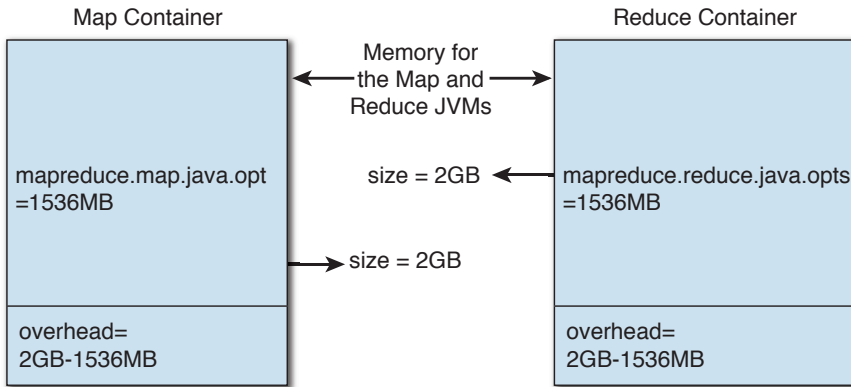 Map Container
Reduce Container
Memory for
the Map and
Reduce JVMs
mapreduce.map.java.opt
=1536MB
size = 2GB
mapreduce.reduce.java.opts
=1536MB
size = 2GB
overhead=
2GB-1536MB
overhead=
2GB-1536MB